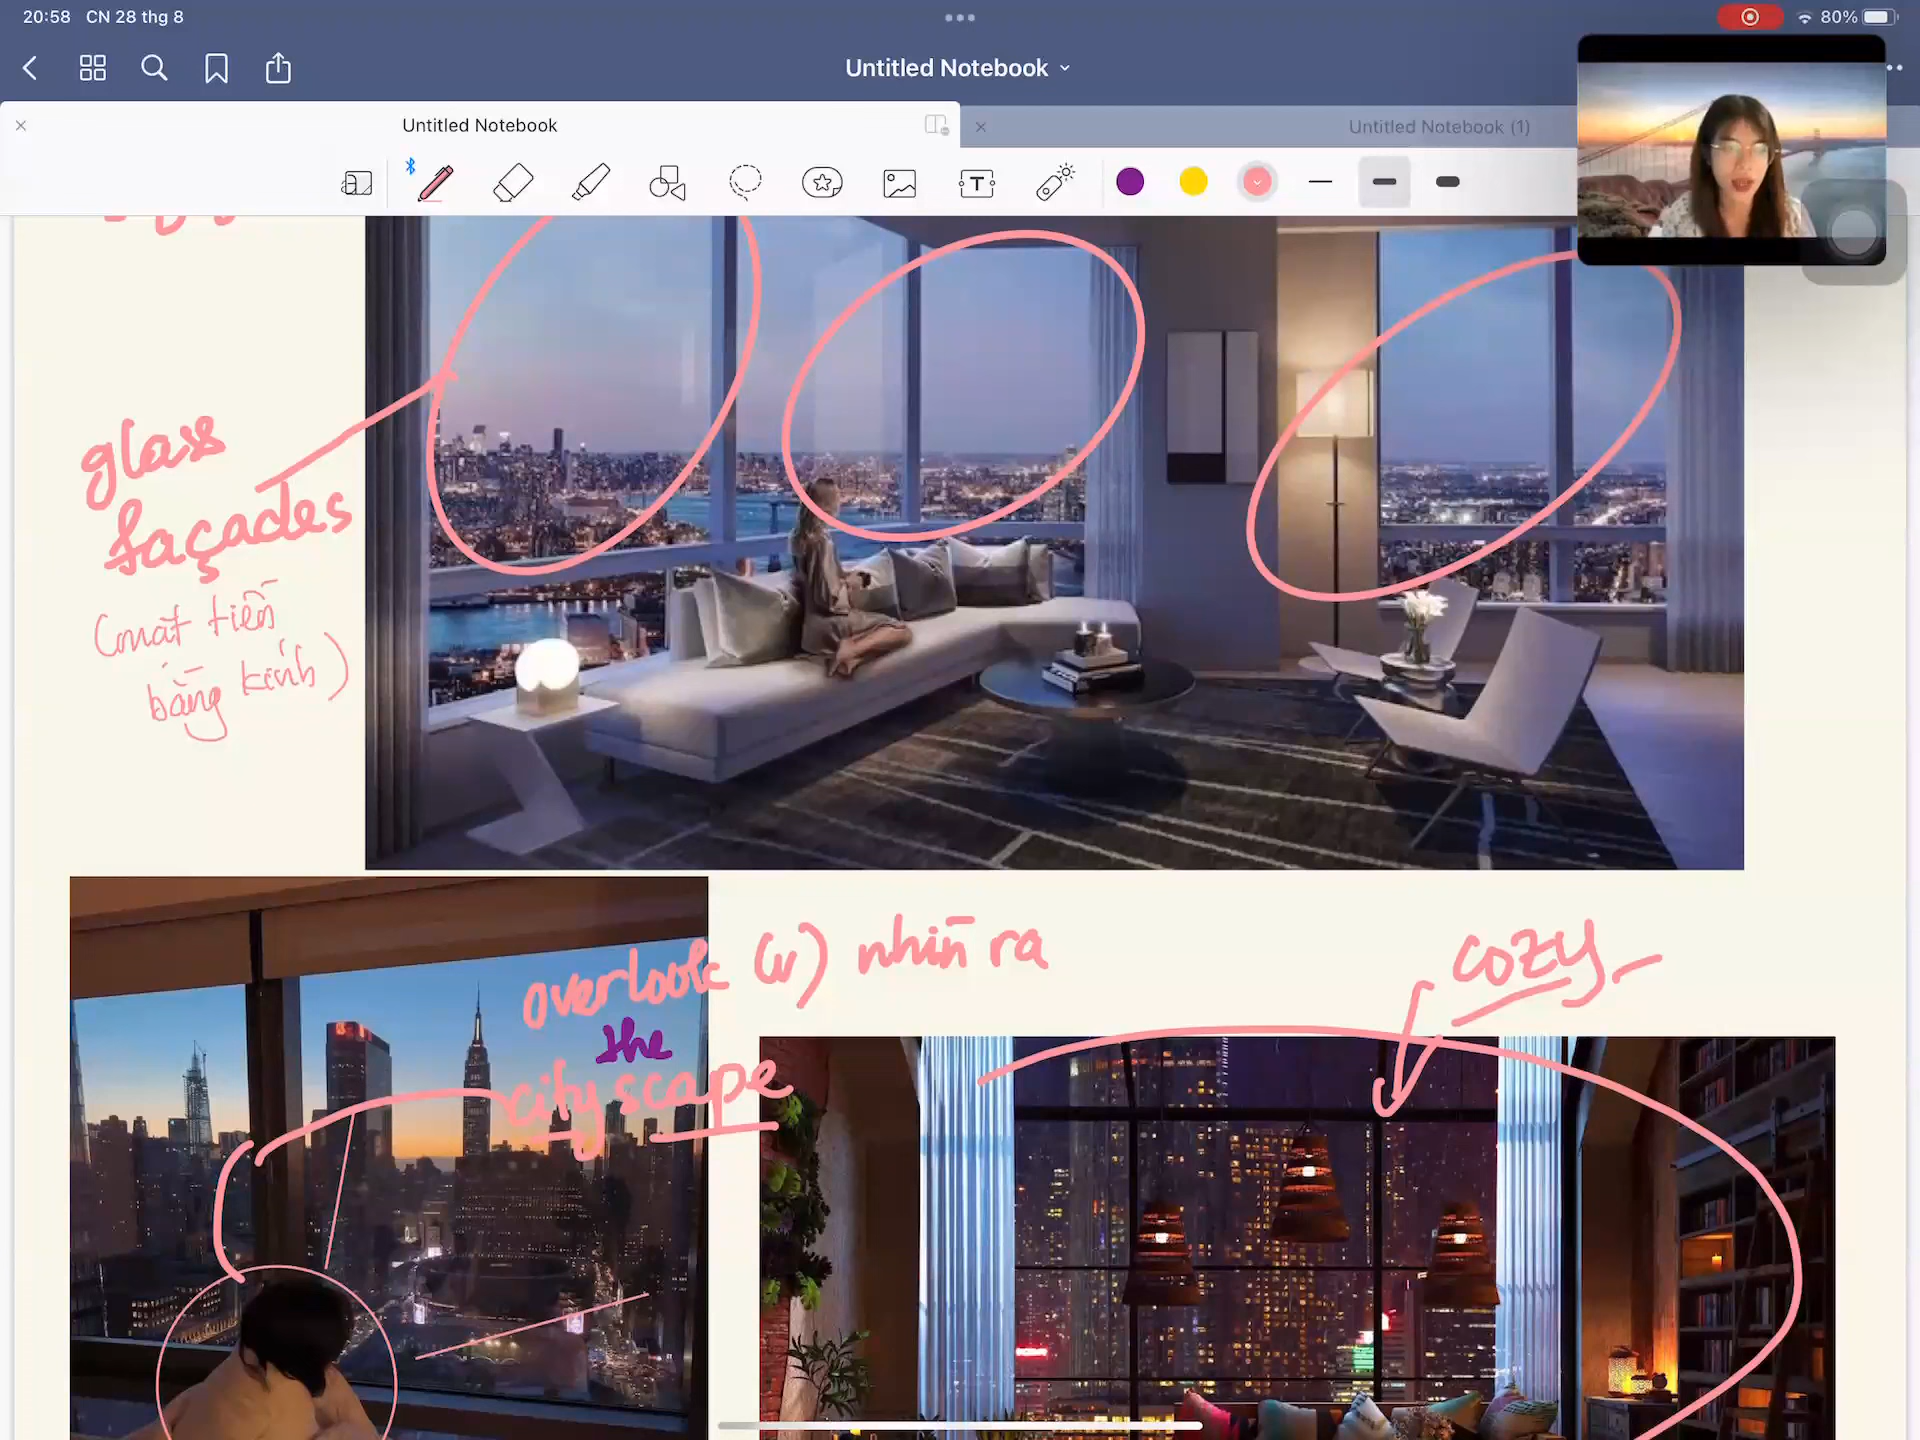 20:58 CN 28 thg 8
80%
Untitled Notebook
Untitled Notebook
Untitled Notebook (1)
T
glass
façades
(mặt tiền
bằng kính)
overlook (v) nhìn ra
the
cityscape
cozy